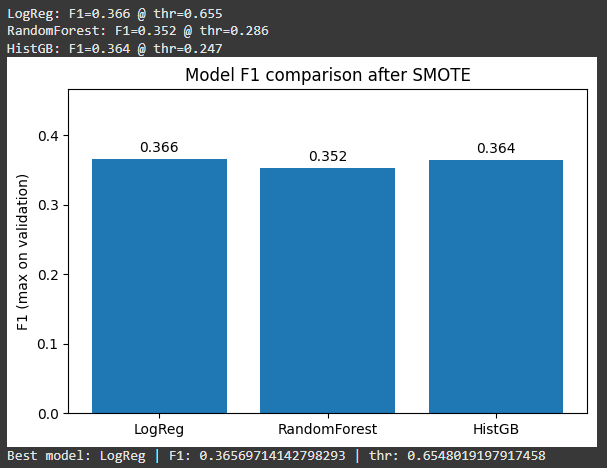 LogReg: F1=0.366 @ thr=0.655
RandomForest: F1=0.352 @ thr=0.286
HistGB: F1=0.364 @ thr=0.247
Model F1 comparison after SMOTE
F1 (max on validation)
0.4
0.3
0.2
0.1
0.0
0.366
0.352
0.364
LogReg
RandomForest
HistGB
Best model: LogReg | F1: 0.36569714142798293 | thr: 0.6548019197917458